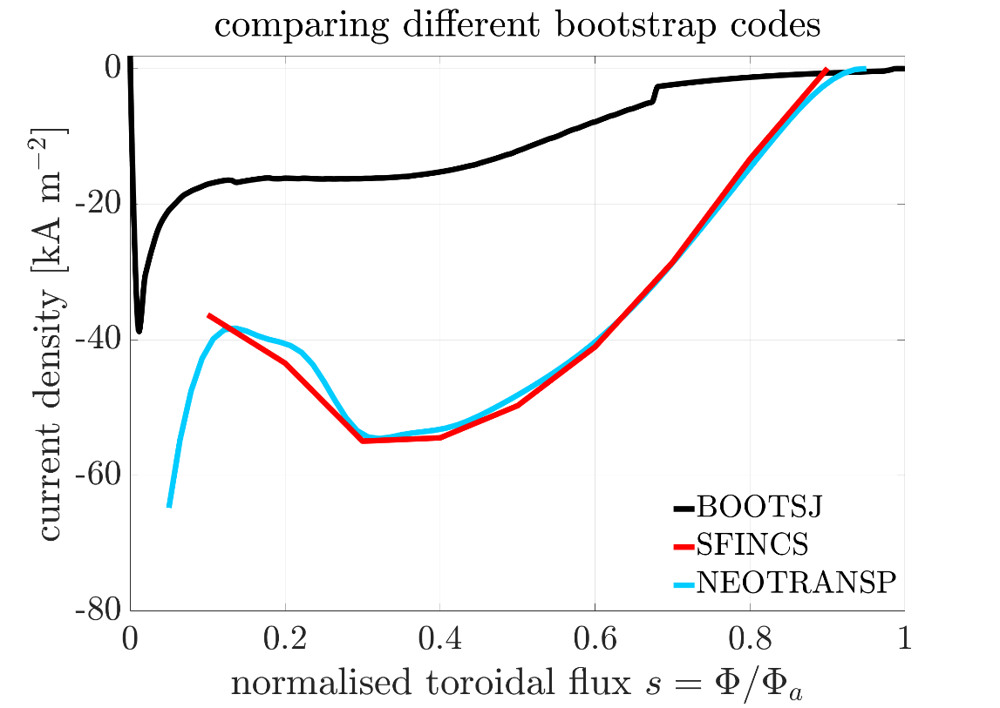 comparing different bootstrap codes
current density [kA m⁻²]
0
-20
-40
-60
-80
BOOTSJ
SFINCS
NEOTRANSP
0 0.2 0.4 0.6 0.8 1
normalised toroidal flux s = Φ/Φₐ